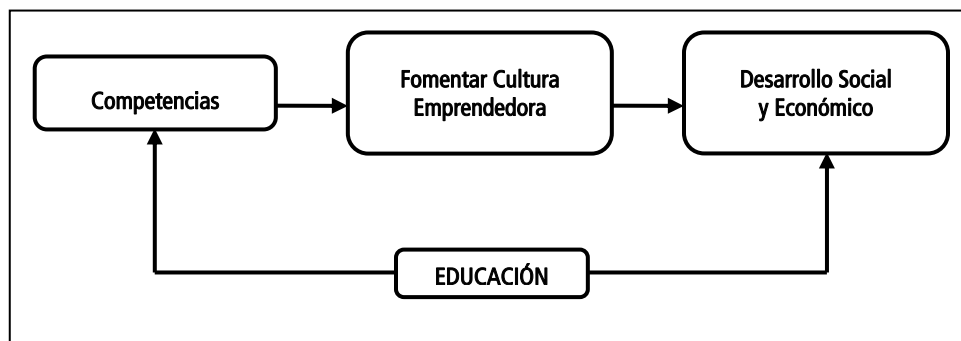 Competencias
Fomentar Cultura
Emprendedora
Desarrollo Social
y Económico
EDUCACIÓN